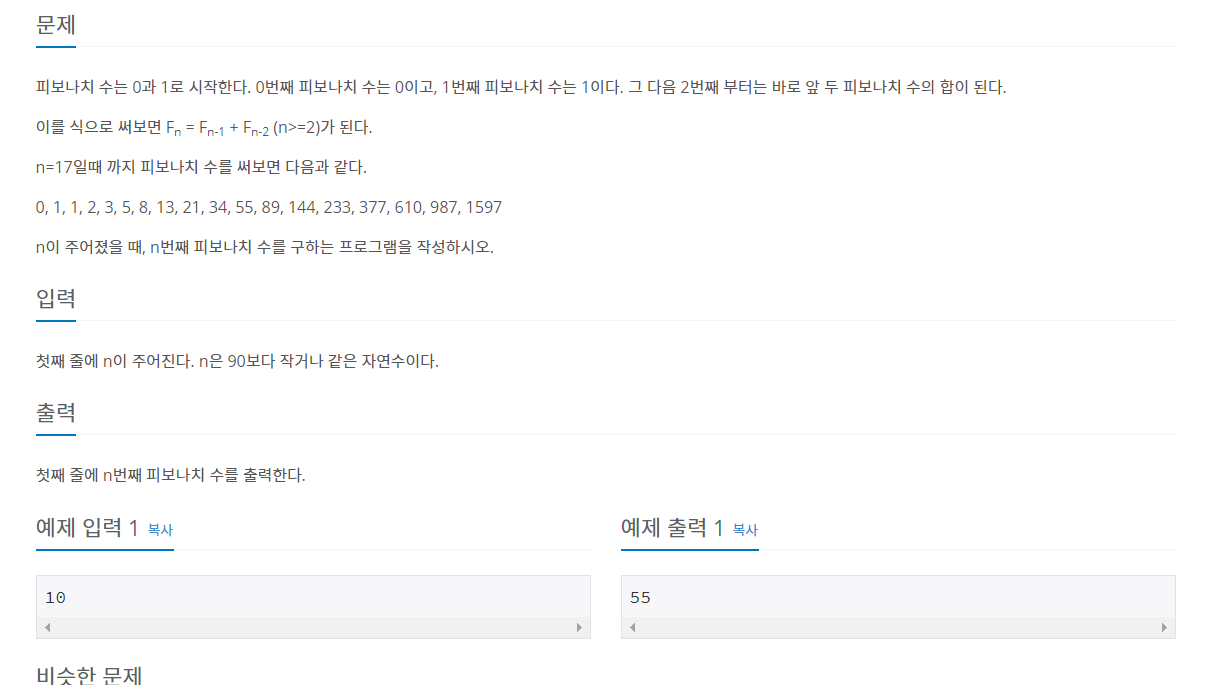 문제
피보나치 수는 0과 1로 시작한다. 0번째 피보나치 수는 0이고, 1번째 피보나치 수는 1이다. 그 다음 2번째 부터는 바로 앞 두 피보나치 수의 합이 된다.
이를 식으로 써보면 Fn = Fn-1 + Fn-2 (n>=2)가 된다.
n=17일때 까지 피보나치 수를 써보면 다음과 같다.
0, 1, 1, 2, 3, 5, 8, 13, 21, 34, 55, 89, 144, 233, 377, 610, 987, 1597
n이 주어졌을 때, n번째 피보나치 수를 구하는 프로그램을 작성하시오.
입력
첫째 줄에 n이 주어진다. n은 90보다 작거나 같은 자연수이다.
출력
첫째 줄에 n번째 피보나치 수를 출력한다.
예제 입력 1 복사
10
예제 출력 1 복사
55
비슷한 문제